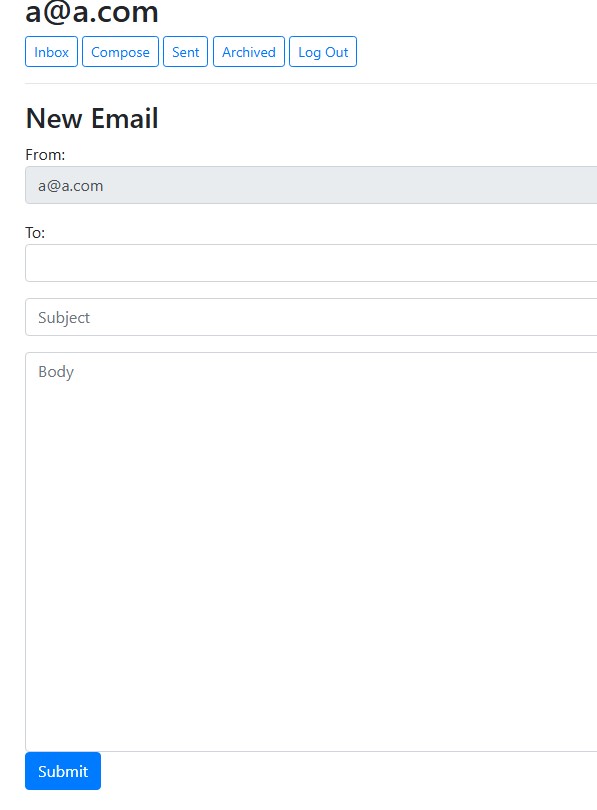 a@a.com
Inbox Compose Sent Archived Log Out
New Email
From:
a@a.com
To:
Subject
Body
Submit